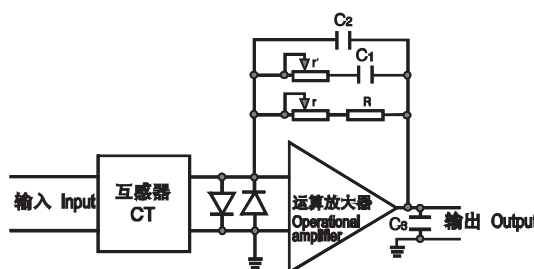 C2
r' C1
r R
输入 Input
互感器
CT
运算放大器
Operational
amplifier
C3
输出 Output